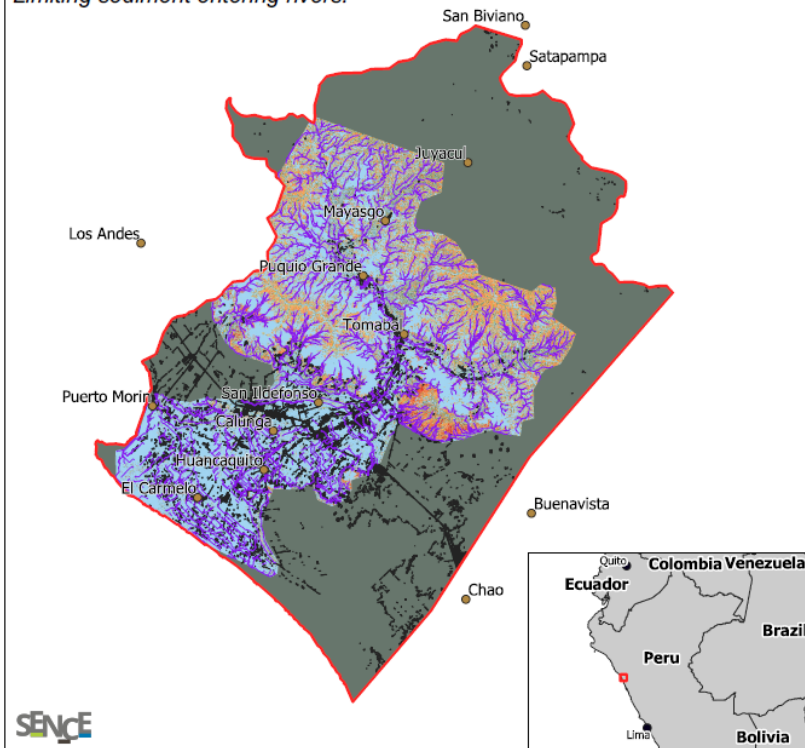 Limiting sediment entering rivers.
San Biviano
Satapampa
Juyacul
Mayasgo
Los Andes
Puquio Grande
Tomaba
Puerto Morin
San Ildefonso
Calunga
Huancaquito
El Carmelo
Buenavista
Chao
Quito
Colombia
Venezuela
Ecuador
Brazil
Peru
Lima
Bolivia
SENCE